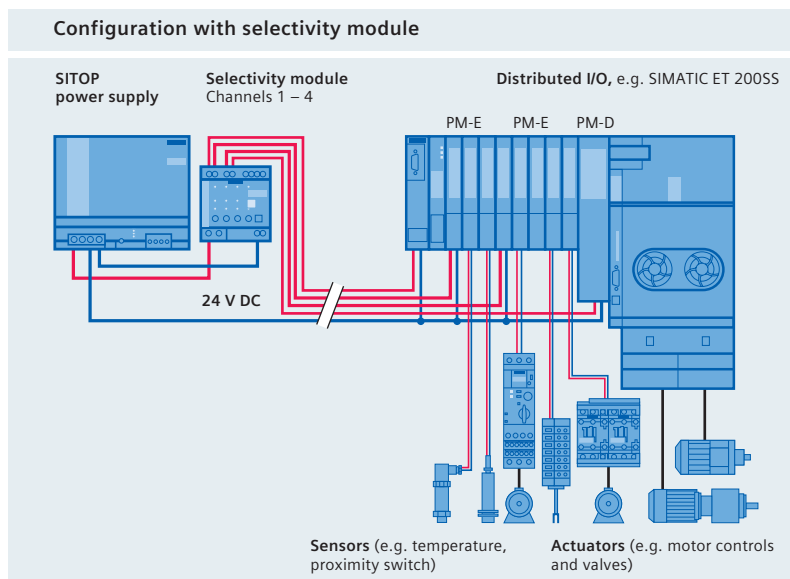 Configuration with selectivity module
SITOP
power supply
Selectivity module
Channels 1 – 4
Distributed I/O, e.g. SIMATIC ET 200SS
PM-E
PM-E
PM-D
24 V DC
Sensors (e.g. temperature,
proximity switch)
Actuators (e.g. motor controls
and valves)